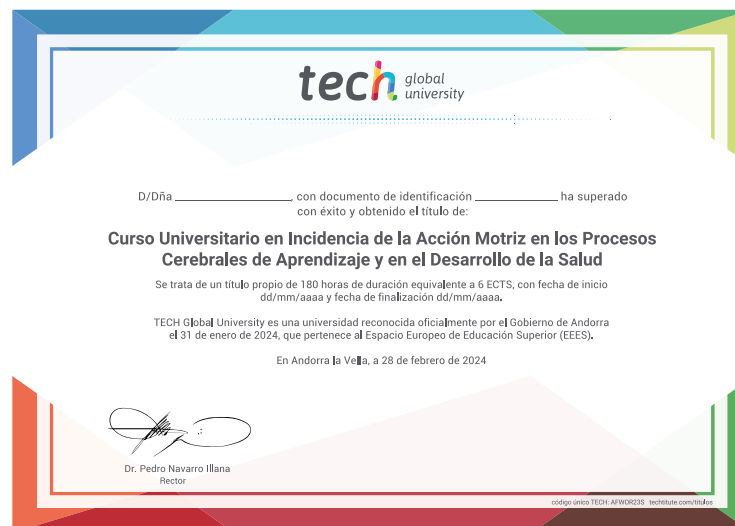 tech global
university
D/Dña ____________, con documento de identificación ____________ ha superado
con éxito y obtenido el título de:
Curso Universitario en Incidencia de la Acción Motriz en los Procesos
Cerebrales de Aprendizaje y en el Desarrollo de la Salud
Se trata de un título propio de 180 horas de duración equivalente a 6 ECTS, con fecha de inicio
dd/mm/aaaa y fecha de finalización dd/mm/aaaa.
TECH Global University es una universidad reconocida oficialmente por el Gobierno de Andorra
el 31 de enero de 2024, que pertenece al Espacio Europeo de Educación Superior (EEES).
En Andorra la Vella, a 28 de febrero de 2024
Dr. Pedro Navarro Illana
Rector
código único TECH: AFWOR23S techtitute.com/titulos